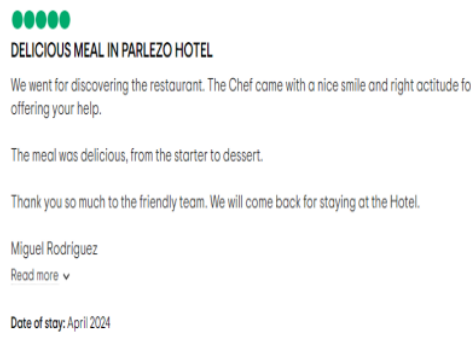 DELICIOUS MEAL IN PARLEZO HOTEL
We went for discovering the restaurant. The Chef came with a nice smile and right actitude fo
offering your help.
The meal was delicious, from the starter to dessert.
Thank you so much to the friendly team. We will come back for staying at the Hotel.
Miguel Rodriguez
Read more
Date of stay: April 2024